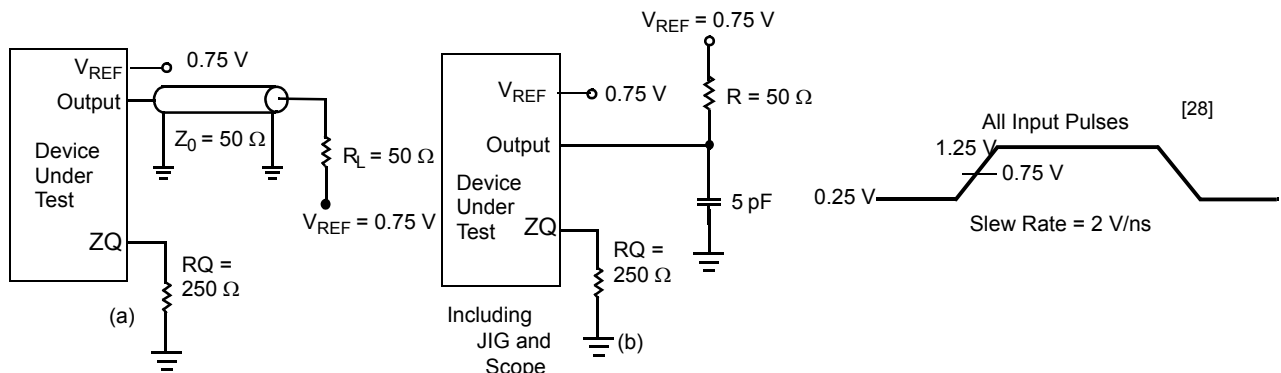 V_REF
0.75 V
Output
Z_0 = 50 Ω
Device
Under
Test
R_L = 50 Ω
V_REF = 0.75 V
ZQ
RQ =
250 Ω
(a)
V_REF = 0.75 V
V_REF
0.75 V
R = 50 Ω
Output
Device
Under
Test
5 pF
ZQ
RQ =
250 Ω
Including
JIG and
Scope
(b)
[28]
All Input Pulses
1.25 V
0.75 V
0.25 V
Slew Rate = 2 V/ns